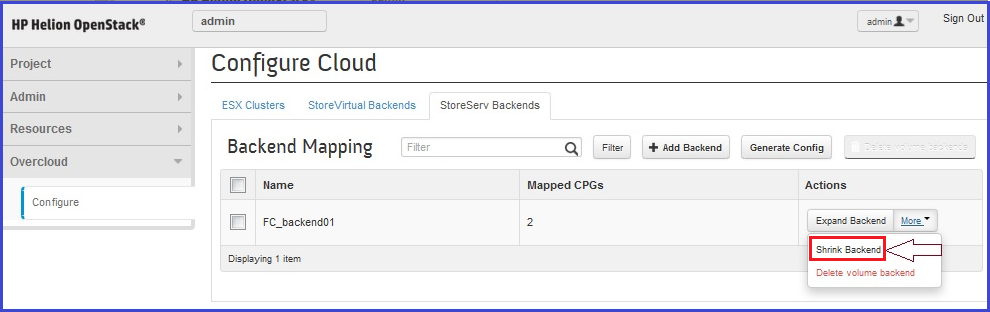 HP Helion OpenStack®
admin
admin
Sign Out
Project
Admin
Resources
Overcloud
Configure
Configure Cloud
ESX Clusters StoreVirtual Backends StoreServ Backends
Backend Mapping Filter Filter + Add Backend Generate Config Delete volume backends
Name Mapped CPGs Actions
FC_backend01 2 Expand Backend More
Displaying 1 item
Shrink Backend
Delete volume backend